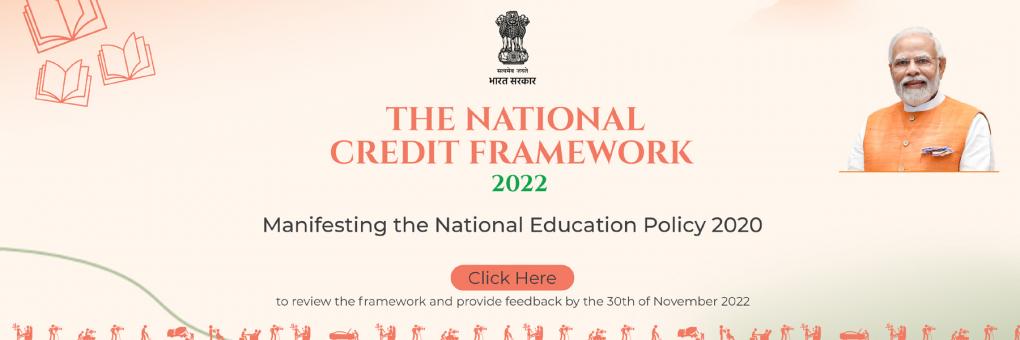 सत्यमेव जयते
भारत सरकार
THE NATIONAL
CREDIT FRAMEWORK
2022
Manifesting the National Education Policy 2020
Click Here
to review the framework and provide feedback by the 30th of November 2022